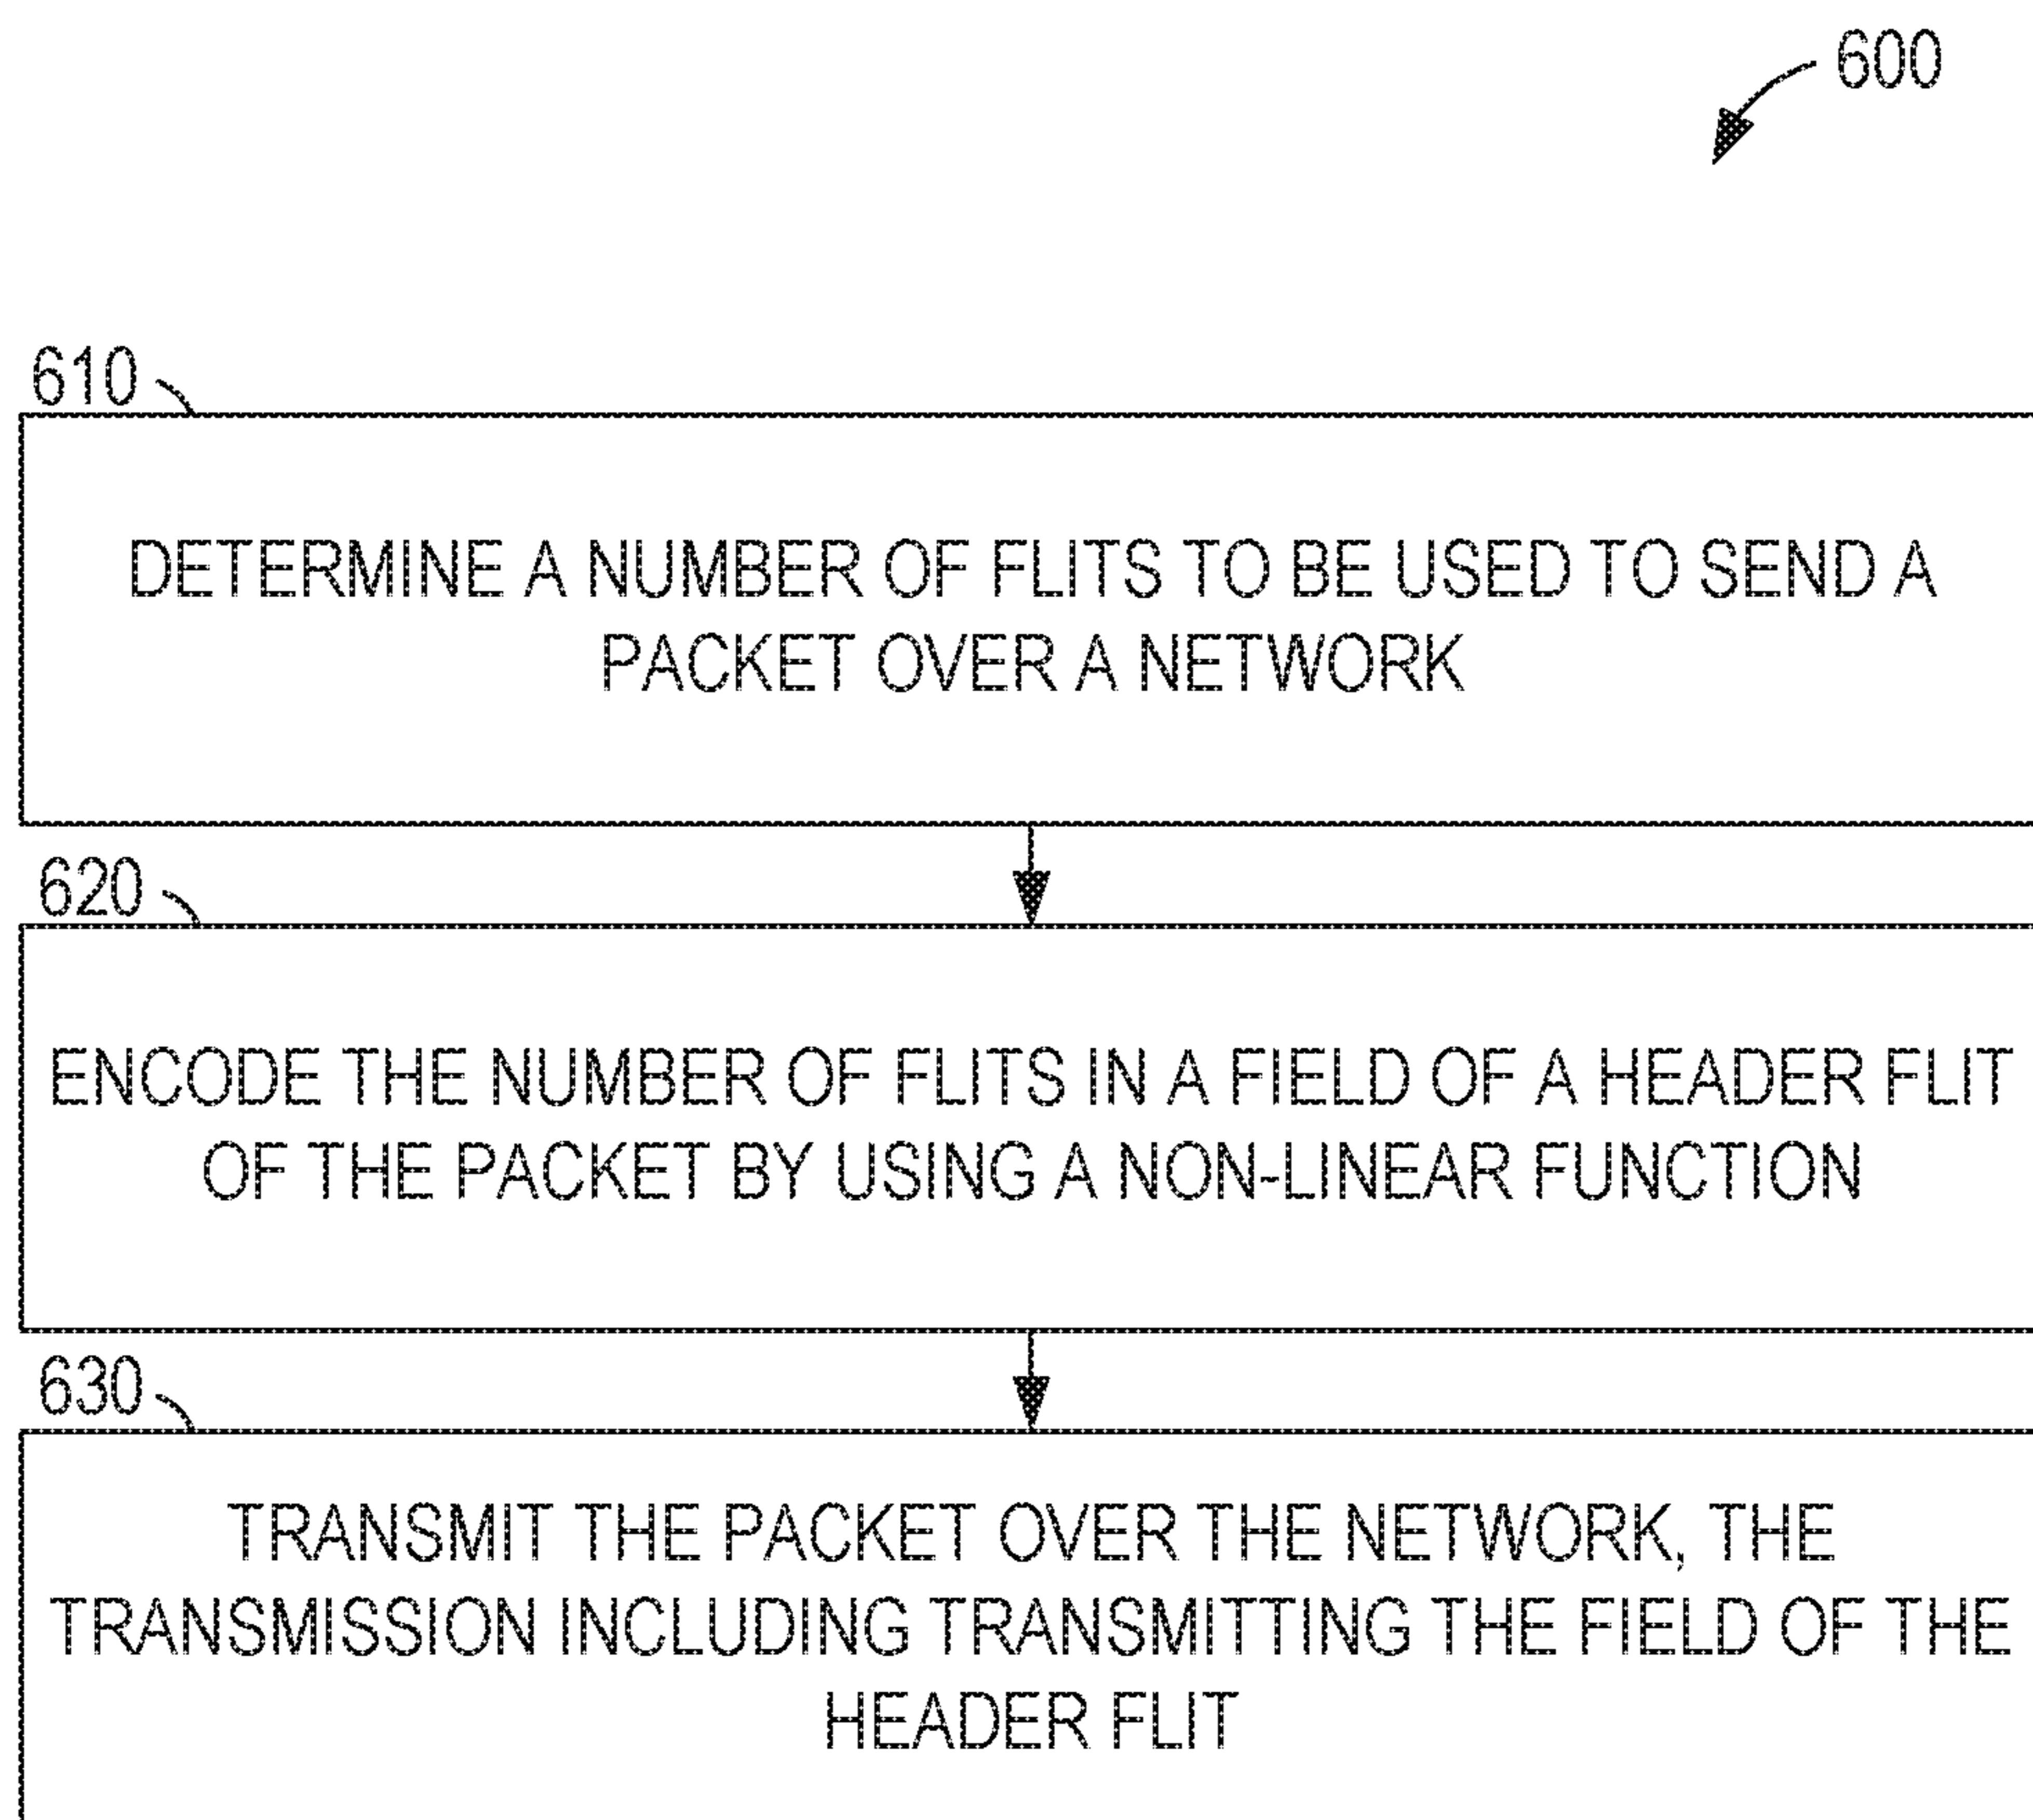 600
610
DETERMINE A NUMBER OF FLITS TO BE USED TO SEND A
PACKET OVER A NETWORK
620
ENCODE THE NUMBER OF FLITS IN A FIELD OF A HEADER FLIT
OF THE PACKET BY USING A NON-LINEAR FUNCTION
630
TRANSMIT THE PACKET OVER THE NETWORK, THE
TRANSMISSION INCLUDING TRANSMITTING THE FIELD OF THE
HEADER FLIT